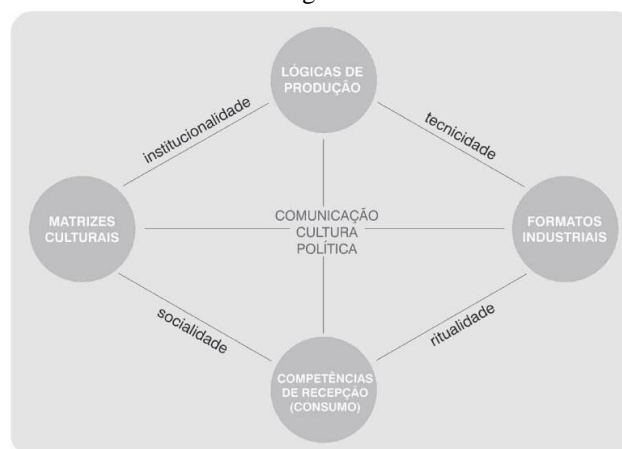 LÓGICAS DE
PRODUÇÃO
institucionalidade
tecnicidade
MATRIZES
CULTURAIS
COMUNICAÇÃO
CULTURA
POLÍTICA
FORMATOS
INDUSTRIAIS
socialidade
ritualidade
COMPETÊNCIAS
DE RECEPÇÃO
(CONSUMO)